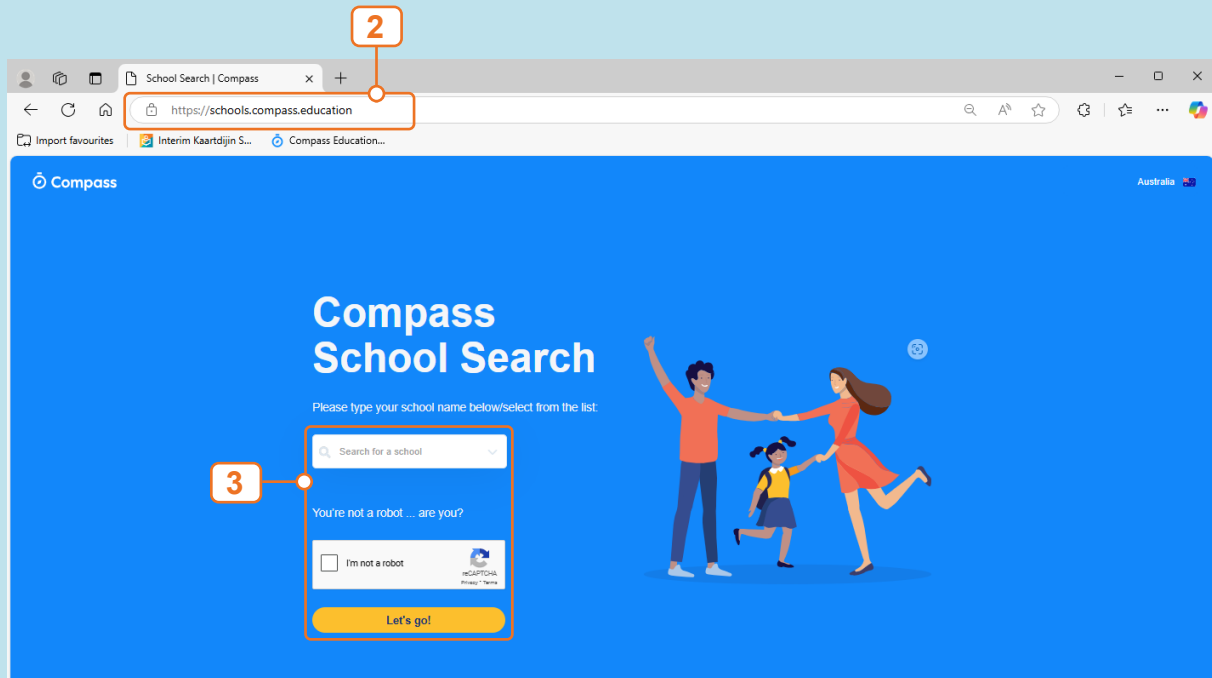 2
School Search | Compass
https://schools.compass.education
Import favourites
Interim Kaartdijin S...
Compass Education...
Compass
Australia
Compass
School Search
Please type your school name below/select from the list:
Search for a school
3
You're not a robot ... are you?
I'm not a robot
reCAPTCHA
Privacy - Terms
Let's go!